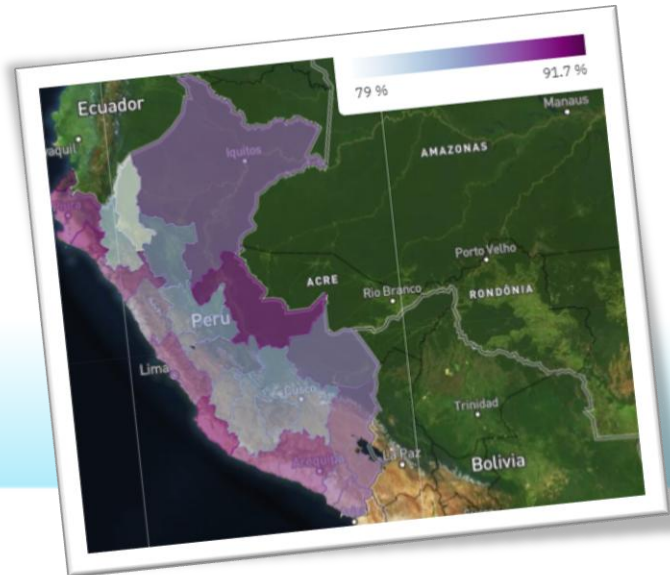 79 %
91.7 %
Ecuador
Manaus
Iquitos
AMAZONAS
Porto Velho
ACRE
Rio Branco
RONDÔNIA
Peru
Lima
Cusco
Trinidad
La Paz
Bolivia